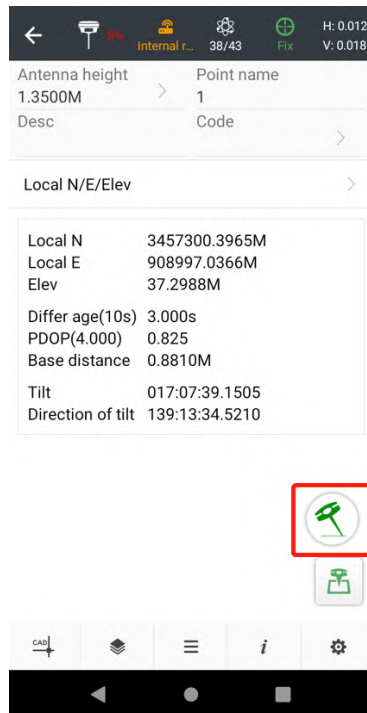 9%
Internal r...
38/43
Fix
H: 0.012
V: 0.018
Antenna height
1.3500M
Point name
1
Desc
Code
Local N/E/Elev
Local N 3457300.3965M
Local E 908997.0366M
Elev 37.2988M
Differ age(10s) 3.000s
PDOP(4.000) 0.825
Base distance 0.8810M
Tilt 017:07:39.1505
Direction of tilt 139:13:34.5210
CAD
i